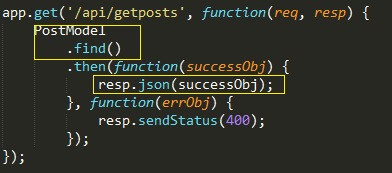 app.get('/api/getposts', function(req, resp) {
PostModel
.find()
.then(function(successObj) {
resp.json(successObj);
}, function(errObj) {
resp.sendStatus(400);
});
});